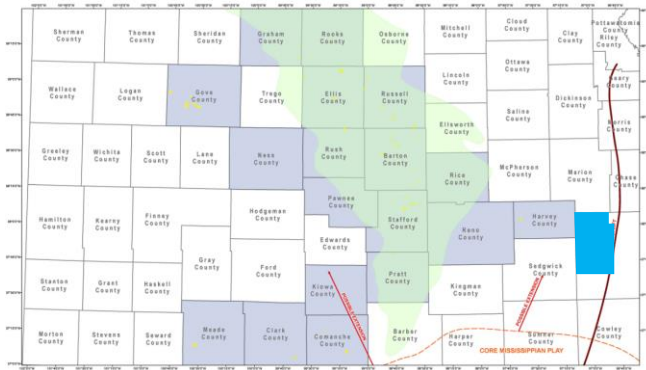 Sherman
County
Thomas
County
Sheridan
County
Graham
County
Rooks
County
Osborne
County
Mitchell
County
Cloud
County
Clay
County
Pottawatomie
County
Riley
County
Wallace
County
Logan
County
Gove
County
Trego
County
Ellis
County
Russell
County
Lincoln
County
Ottawa
County
Saline
County
Dickinson
County
Geary
County
Morris
County
Ellsworth
County
Greeley
County
Wichita
County
Scott
County
Lane
County
Ness
County
Rush
County
Barton
County
Rice
County
McPherson
County
Marion
County
Chase
County
Hamilton
County
Kearny
County
Finney
County
Hodgeman
County
Pawnee
County
Edwards
County
Stafford
County
Reno
County
Harvey
County
Sedgwick
County
Stanton
County
Grant
County
Haskell
County
Gray
County
Ford
County
Kiowa
County
Pratt
County
Kingman
County
POSSIBLE EXTENSION
POSSIBLE EXTENSION
Morton
County
Stevens
County
Seward
County
Meade
County
Clark
County
Comanche
County
Barber
County
Harper
County
Sumner
County
Cowley
County
CORE MISSISSIPPIAN PLAY